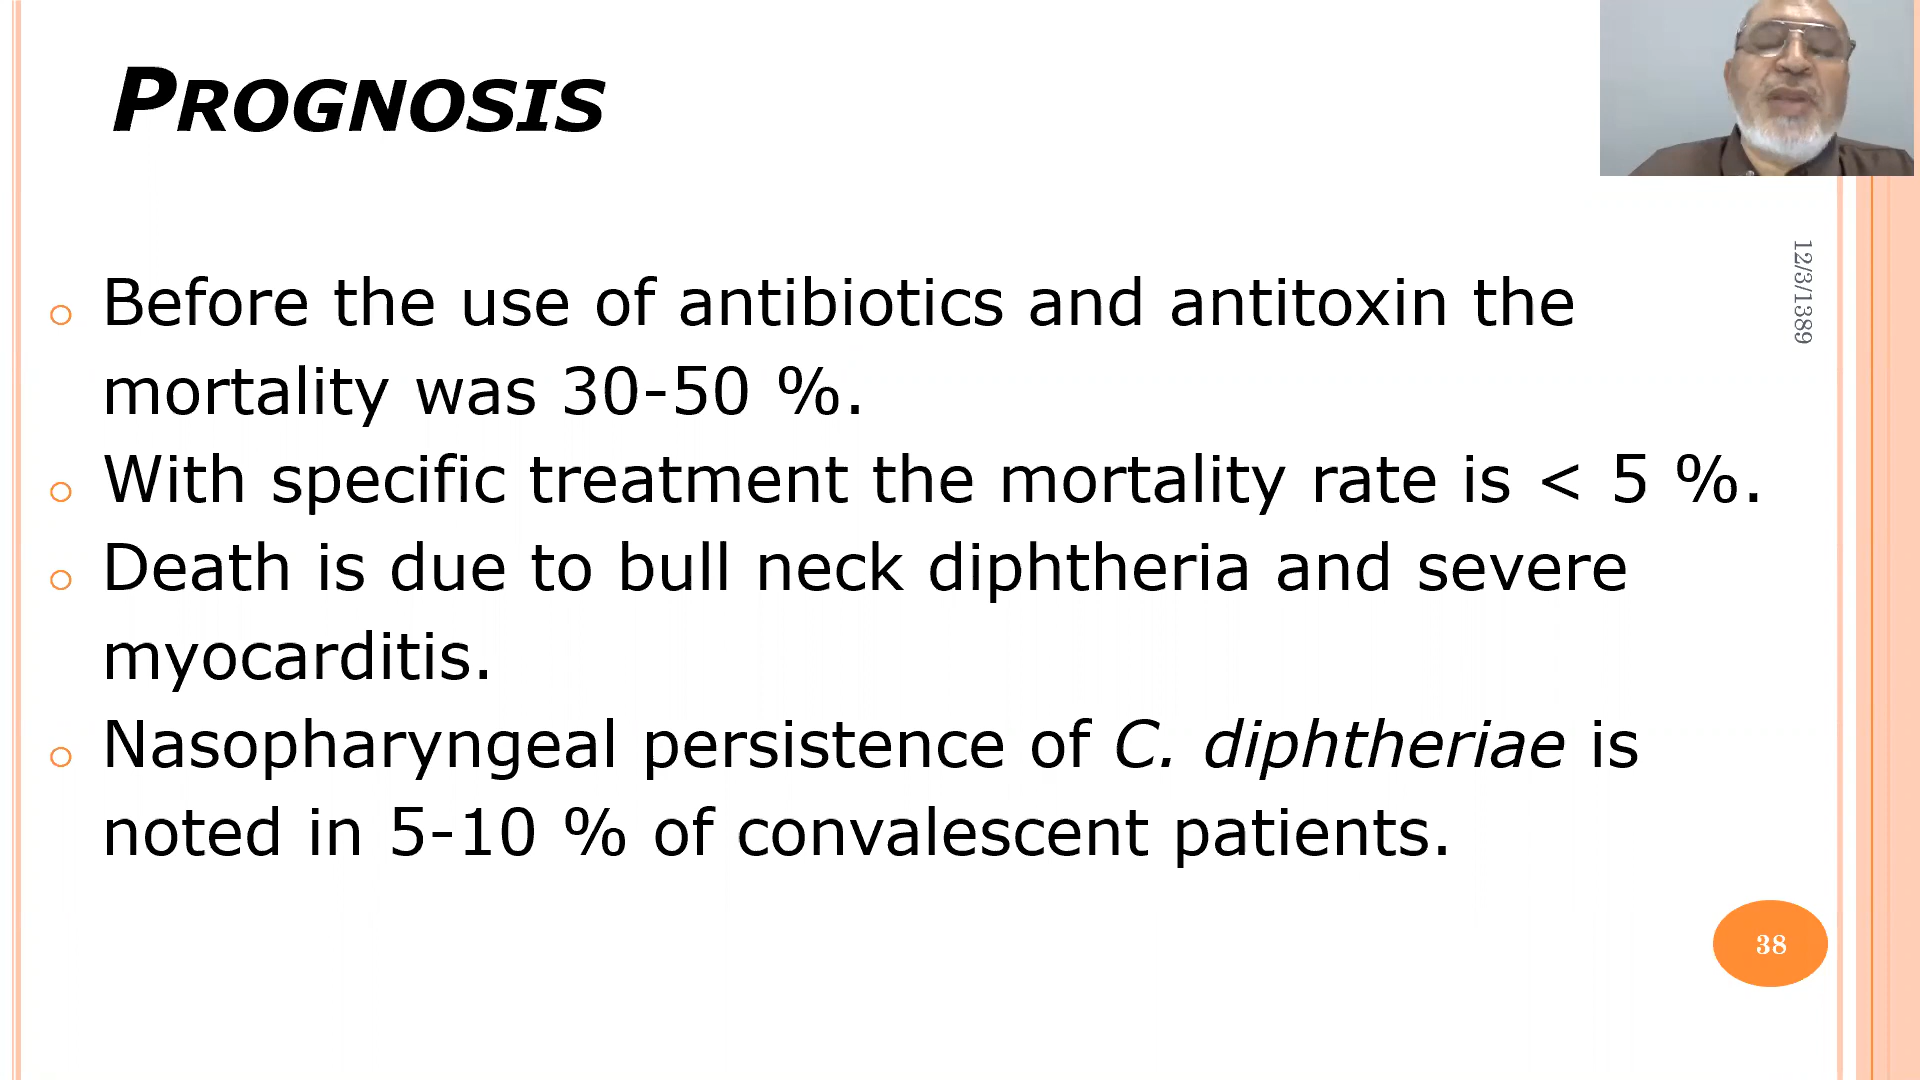 PROGNOSIS
12/3/1389
Before the use of antibiotics and antitoxin the
mortality was 30-50 %.
With specific treatment the mortality rate is < 5 %.
Death is due to bull neck diphtheria and severe
myocarditis.
Nasopharyngeal persistence of C. diphtheriae is
noted in 5-10 % of convalescent patients.
38